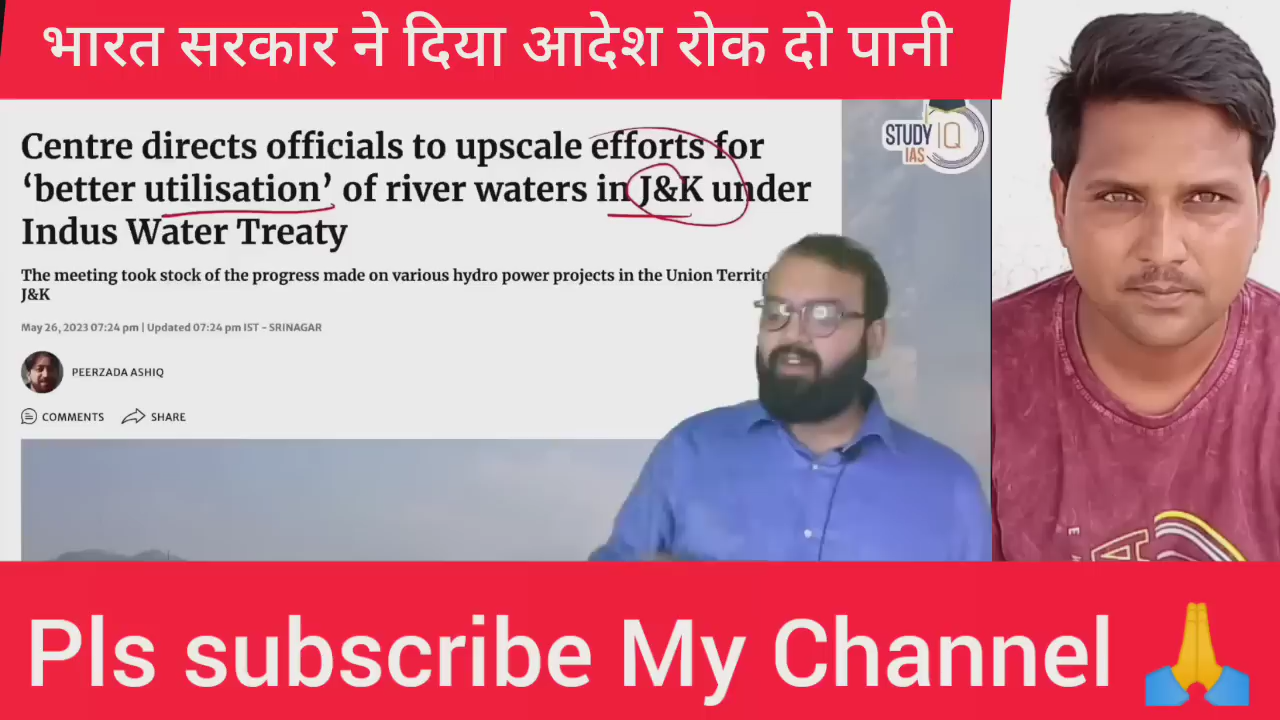 भारत सरकार ने दिया आदेश रोक दो पानी
STUDY IQ
IAS
Centre directs officials to upscale efforts for
‘better utilisation’ of river waters in J&K under
Indus Water Treaty
The meeting took stock of the progress made on various hydro power projects in the Union
J&K
May 26, 2023 07:24 pm | Updated 07:24 pm IST - SRINAGAR
PEERZADA ASHIQ
COMMENTS SHARE
Pls subscribe My Channel 🙏